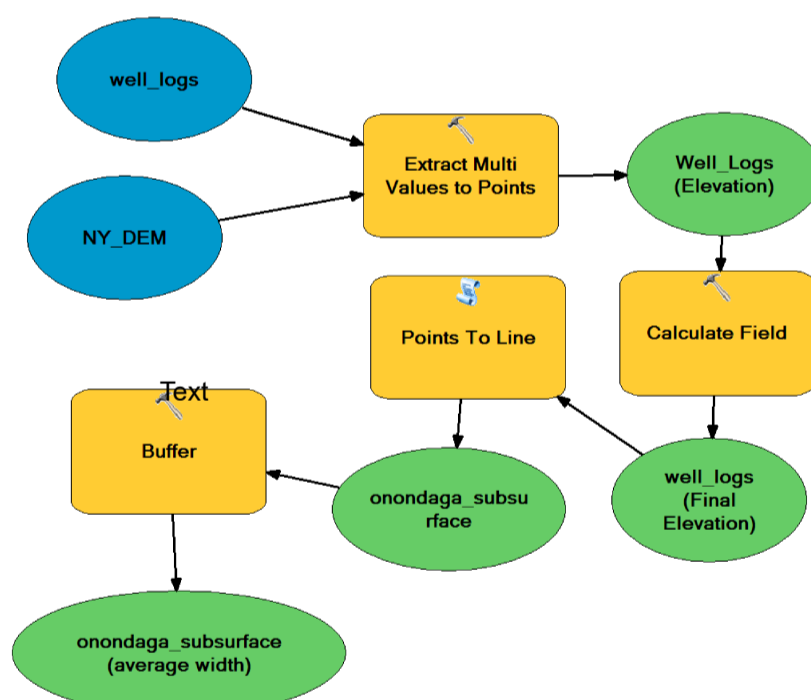 well_logs
NY_DEM
Extract Multi
Values to Points
Well_Logs
(Elevation)
Calculate Field
well_logs
(Final
Elevation)
Points To Line
onondaga_subsu
rface
Text
Buffer
onondaga_subsurface
(average width)